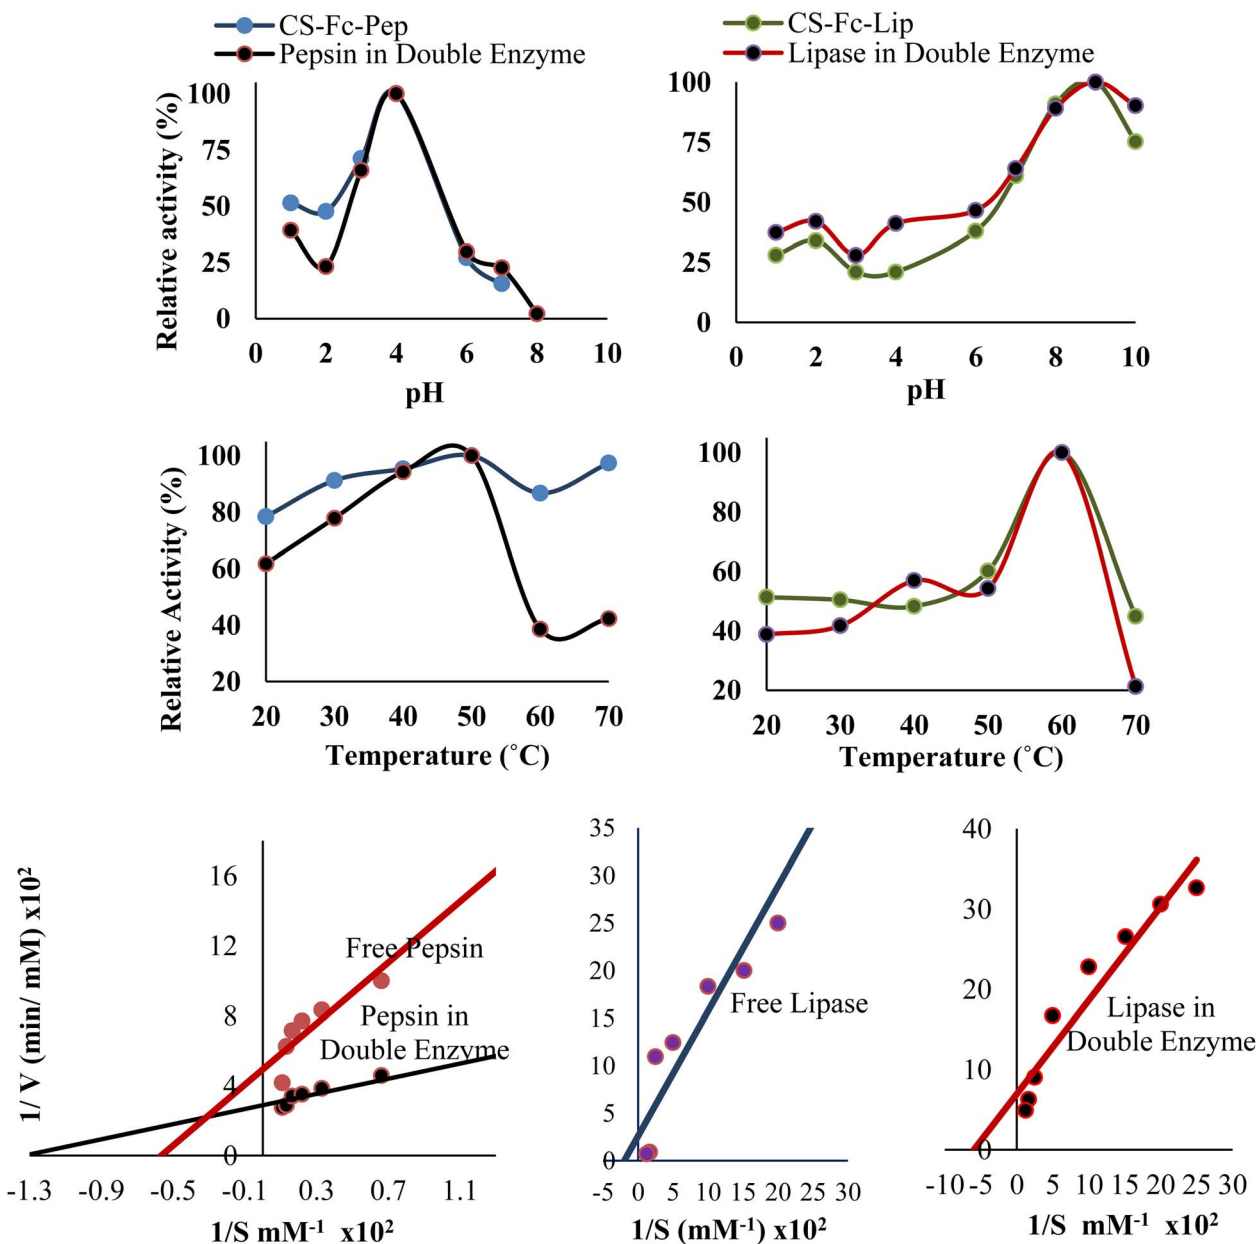 CS-Fc-Pep
Pepsin in Double Enzyme
Relative activity (%)
100
75
50
25
0
0 2 4 6 8 10
pH
CS-Fc-Lip
Lipase in Double Enzyme
100
75
50
25
0
0 2 4 6 8 10
pH
Relative Activity (%)
100
80
60
40
20
20 30 40 50 60 70
Temperature (˚C)
100
80
60
40
20
20 30 40 50 60 70
Temperature (˚C)
1/ V (min/ mM) x10²
16
12
8
4
0
Free Pepsin
Pepsin in
Double Enzyme
-1.3 -0.9 -0.5 -0.1 0.3 0.7 1.1
1/S mM⁻¹ x10²
35
30
25
20
15
10
5
0
Free Lipase
-5 0 5 10 15 20 25 30
1/S (mM⁻¹) x10²
40
30
20
10
0
Lipase in
Double Enzyme
-10 -5 0 5 10 15 20 25 30
1/S mM⁻¹ x10²